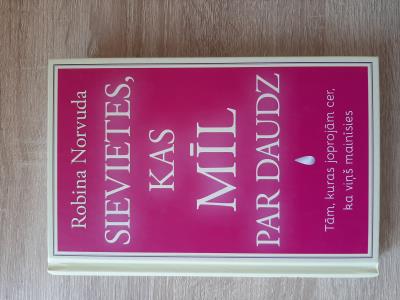 Robina Norvuda
SIEVIETES,
KAS
MĪL
PAR DAUDZ
Tām, kuras joprojām cer,
ka viņš mainīsies